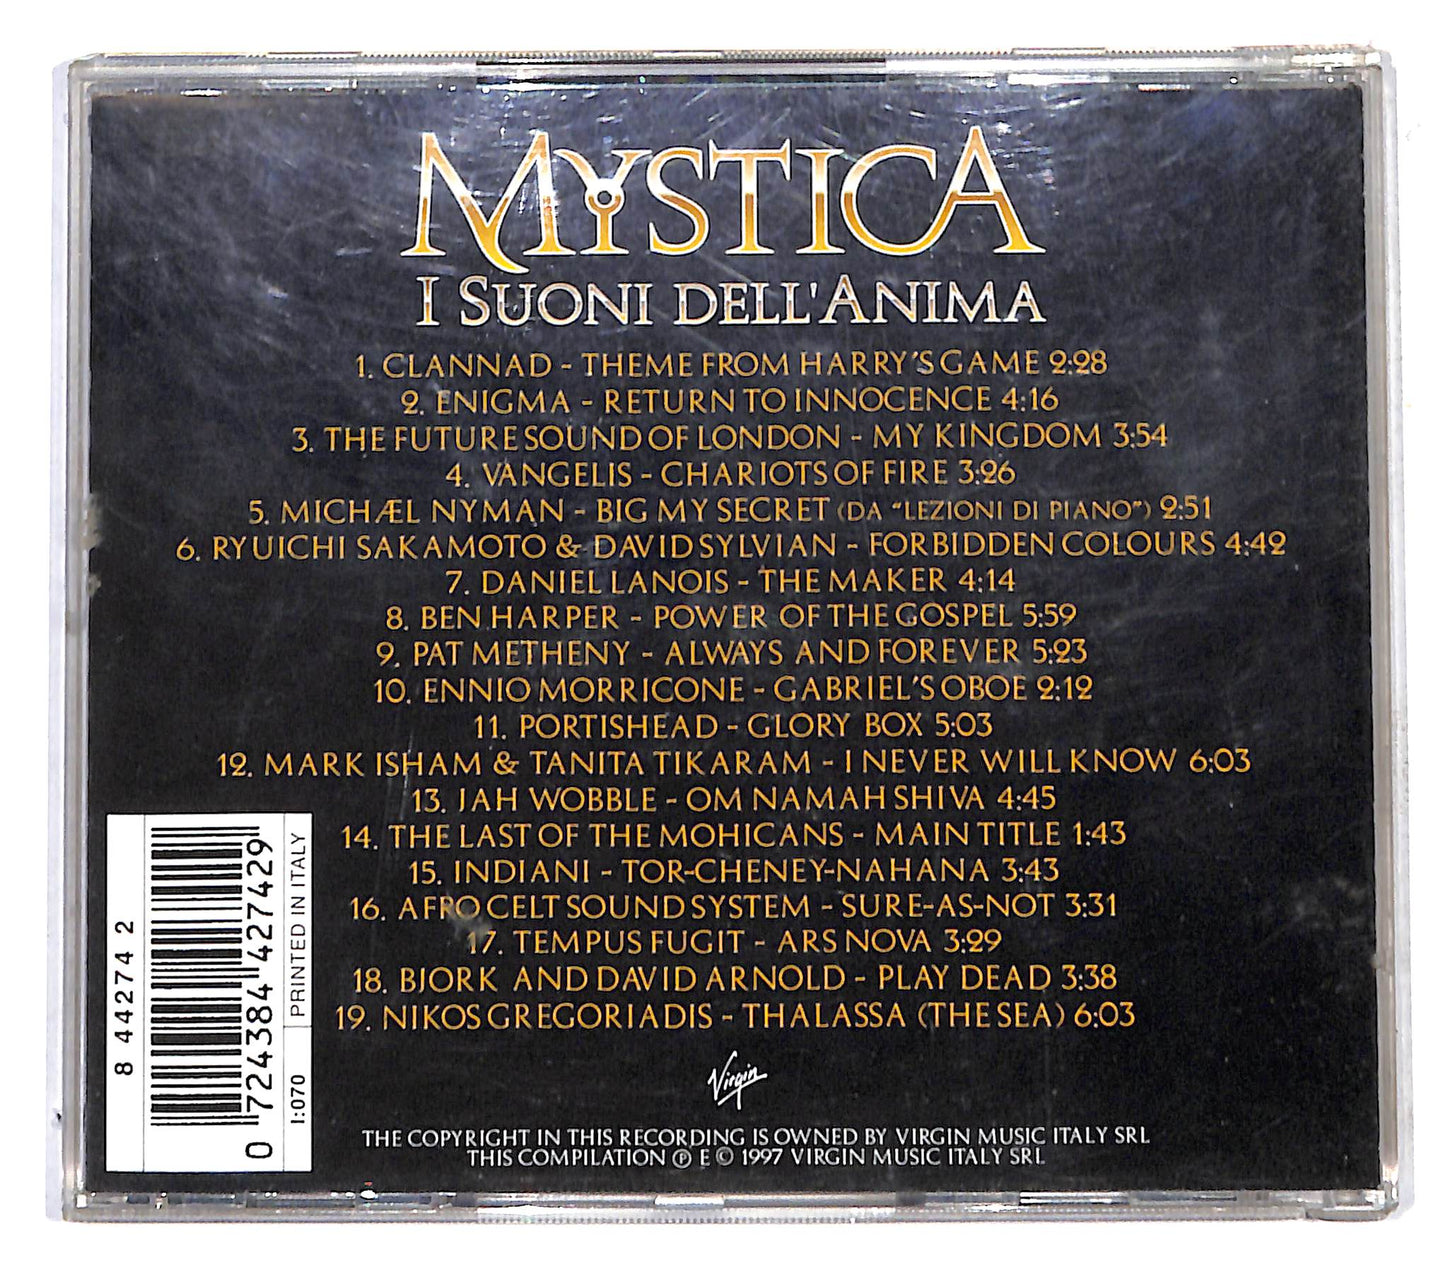 MYSTICA
I SUONI DELL'ANIMA
1. CLANNAD - THEME FROM HARRY'S GAME 2:28
2. ENIGMA - RETURN TO INNOCENCE 4:16
3. THE FUTURE SOUND OF LONDON - MY KINGDOM 3:54
4. VANGELIS - CHARIOTS OF FIRE 3:26
5. MICHÆL NYMAN - BIG MY SECRET (DA "LEZIONI DI PIANO") 2:51
6. RYUICHI SAKAMOTO & DAVID SYLVIAN - FORBIDDEN COLOURS 4:42
7. DANIEL LANOIS - THE MAKER 4:14
8. BEN HARPER - POWER OF THE GOSPEL 5:59
9. PAT METHENY - ALWAYS AND FOREVER 5:23
10. ENNIO MORRICONE - GABRIEL'S OBOE 2:12
11. PORTISHEAD - GLORY BOX 5:03
12. MARK ISHAM & TANITA TIKARAM - I NEVER WILL KNOW 6:03
13. JAH WOBBLE - OM NAMAH SHIVA 4:45
14. THE LAST OF THE MOHICANS - MAIN TITLE 1:43
15. INDIANI - TOR-CHENEY-NAHANA 3:43
16. AFRO CELT SOUND SYSTEM - SURE-AS-NOT 3:31
17. TEMPUS FUGIT - ARS NOVA 3:29
18. BJORK AND DAVID ARNOLD - PLAY DEAD 3:38
19. NIKOS GREGORIADIS - THALASSA (THE SEA) 6:03
8 44274 2
0 724384 427429
I:070 PRINTED IN ITALY
Virgin
THE COPYRIGHT IN THIS RECORDING IS OWNED BY VIRGIN MUSIC ITALY SRL
THIS COMPILATION ℗ E © 1997 VIRGIN MUSIC ITALY SRL